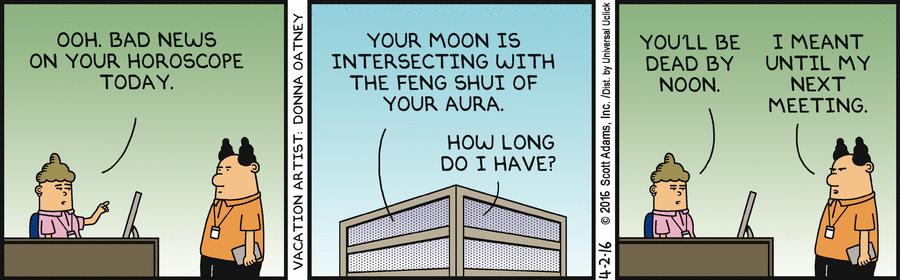 OOH. BAD NEWS
ON YOUR HOROSCOPE
TODAY.
VACATION ARTIST: DONNA OATNEY
YOUR MOON IS
INTERSECTING WITH
THE FENG SHUI OF
YOUR AURA.
HOW LONG
DO I HAVE?
4-2-16 © 2016 Scott Adams, Inc. /Dist. by Universal Uclick
YOU'LL BE
DEAD BY
NOON.
I MEANT
UNTIL MY
NEXT
MEETING.